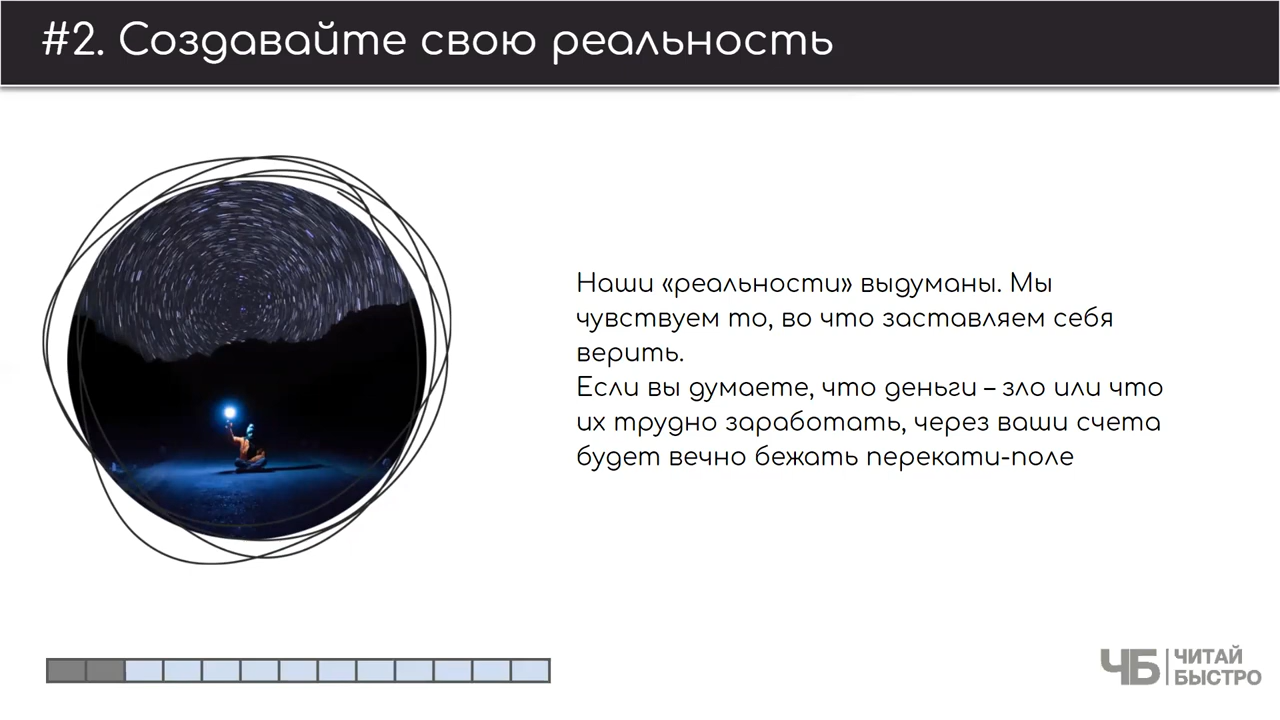 #2. Создавайте свою реальность
Наши «реальности» выдуманы. Мы
чувствуем то, во что заставляем себя
верить.
Если вы думаете, что деньги – зло или что
их трудно заработать, через ваши счета
будет вечно бежать перекати-поле
ЧБ
ЧИТАЙ
БЫСТРО